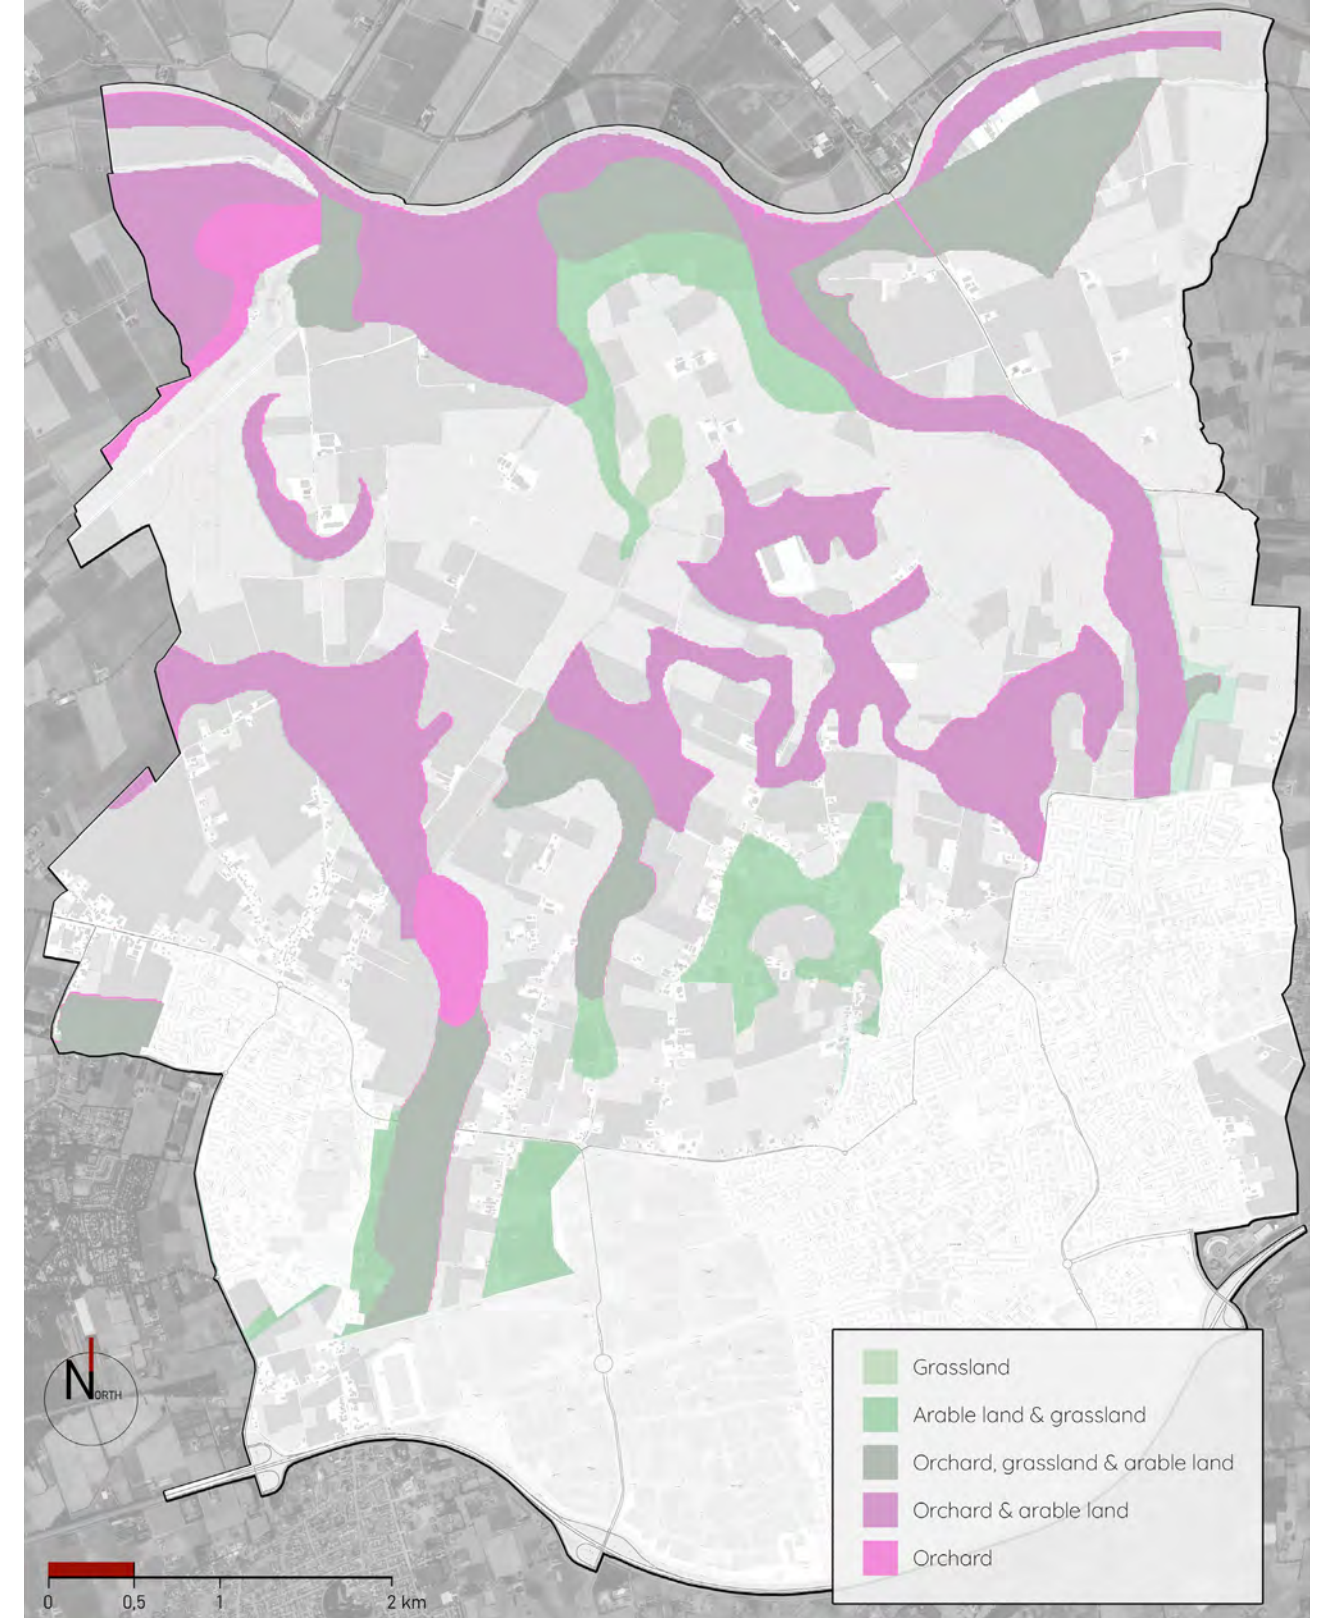 Grassland
Arable land & grassland
Orchard, grassland & arable land
Orchard & arable land
Orchard
NORTH
0 0,5 1 2 km